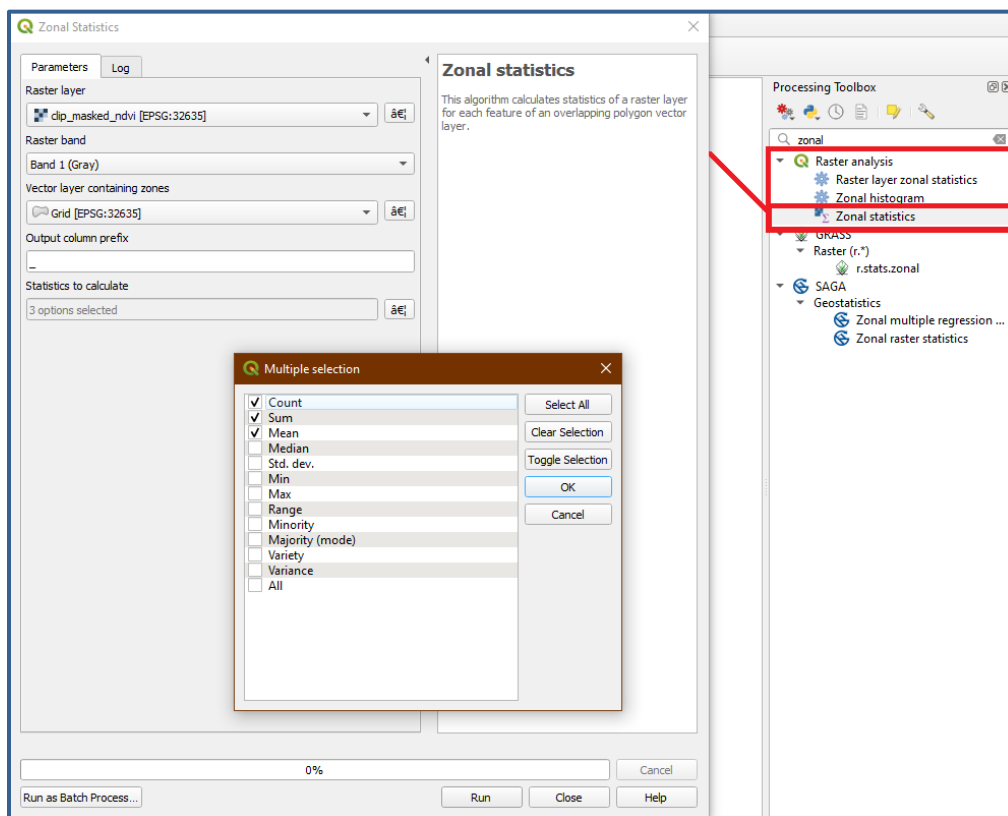 Zonal Statistics
Parameters
Log
Raster layer
clip_masked_ndvi [EPSG:32635]
â€¦
Raster band
Band 1 (Gray)
Vector layer containing zones
Grid [EPSG:32635]
â€¦
Output column prefix
_
Statistics to calculate
3 options selected
â€¦
Zonal statistics
This algorithm calculates statistics of a raster layer
for each feature of an overlapping polygon vector
layer.
Multiple selection
Count
Sum
Mean
Median
Std. dev.
Min
Max
Range
Minority
Majority (mode)
Variety
Variance
All
Select All
Clear Selection
Toggle Selection
OK
Cancel
0%
Cancel
Run as Batch Process...
Run
Close
Help
Processing Toolbox
zonal
Raster analysis
Raster layer zonal statistics
Zonal histogram
Zonal statistics
GRASS
Raster (r.*)
r.stats.zonal
SAGA
Geostatistics
Zonal multiple regression ...
Zonal raster statistics